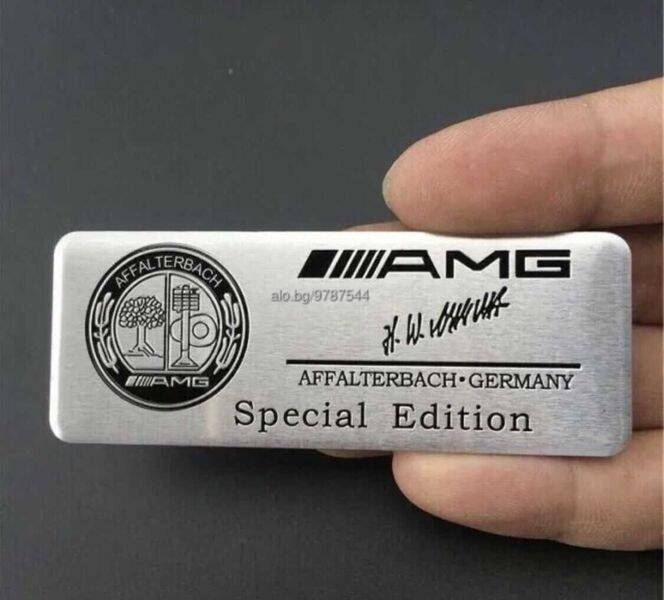 AFFALTERBACH
AMG
AMG
alo.bg/9787544
H. W.
AFFALTERBACH•GERMANY
Special Edition